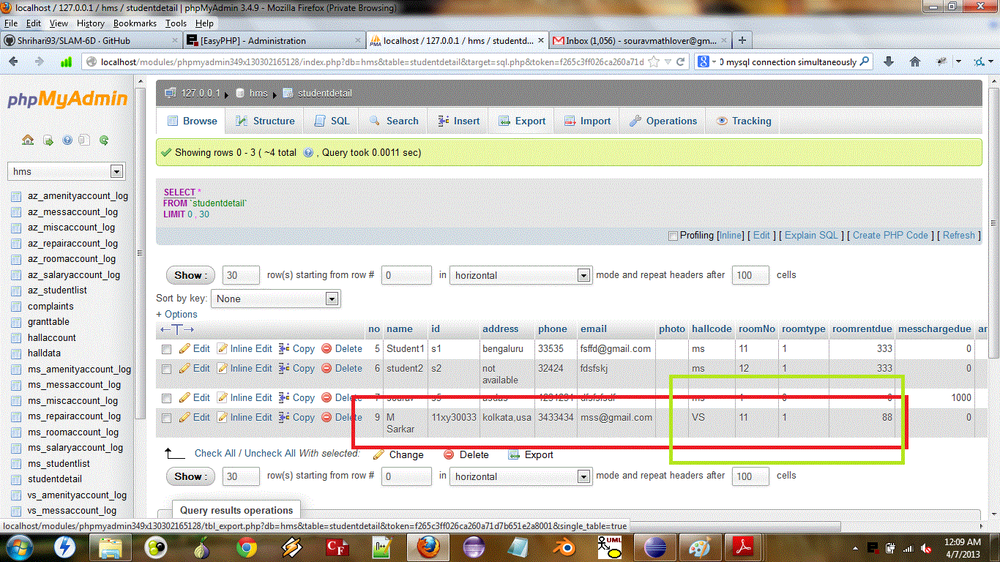 localhost / 127.0.0.1 / hms / studentdetail | phpMyAdmin 3.4.9 - Mozilla Firefox (Private Browsing)
File Edit View History Bookmarks Tools Help
Shrihari93/SLAM-6D · GitHub × [EasyPHP] - Administration × localhost / 127.0.0.1 / hms / studentd... × Inbox (1,056) - souravmathlover@gm... × +
localhost/modules/phpmyadmin349x130302165128/index.php?db=hms&table=studentdetail&target=sql.php&token=f265c3ff026ca260a71d
mysql connection simultaneously
phpMyAdmin
hms
az_amenityaccount_log
az_messaccount_log
az_miscaccount_log
az_repairaccount_log
az_roomaccount_log
az_salaryaccount_log
az_studentlist
complaints
granttable
hallaccount
halldata
ms_amenityaccount_log
ms_messaccount_log
ms_miscaccount_log
ms_repairaccount_log
ms_roomaccount_log
ms_salaryaccount_log
ms_studentlist
studentdetail
vs_amenityaccount_log
vs_messaccount_log
127.0.0.1 ▸ hms ▸ studentdetail
Browse Structure SQL Search Insert Export Import Operations Tracking
Showing rows 0 - 3 ( ~4 total , Query took 0.0011 sec)
SELECT *
FROM `studentdetail`
LIMIT 0 , 30
Profiling [Inline] [ Edit ] [ Explain SQL ] [ Create PHP Code ] [ Refresh ]
Show : 30 row(s) starting from row # 0 in horizontal mode and repeat headers after 100 cells
Sort by key: None
+ Options
←T→ no name id address phone email photo hallcode roomNo roomtype roomrentdue messchargedue
Edit Inline Edit Copy Delete 5 Student1 s1 bengaluru 33535 fsffd@gmail.com ms 11 1 333 0
Edit Inline Edit Copy Delete 6 student2 s2 not available 32424 fdsfskj ms 12 1 333 0
Edit Inline Edit Copy 1000
Edit Inline Edit Copy Delete 9 M Sarkar 11xy30033 kolkata,usa 3433434 mss@gmail.com VS 11 1 88 0
Check All / Uncheck All With selected: Change Delete Export
Show : 30 row(s) starting from row # 0 in horizontal mode and repeat headers after 100 cells
Query results operations
localhost/modules/phpmyadmin349x130302165128/tbl_export.php?db=hms&table=studentdetail&token=f265c3ff026ca260a71d7b651e2a8001&single_table=true
CF
UML
12:09 AM
4/7/2013